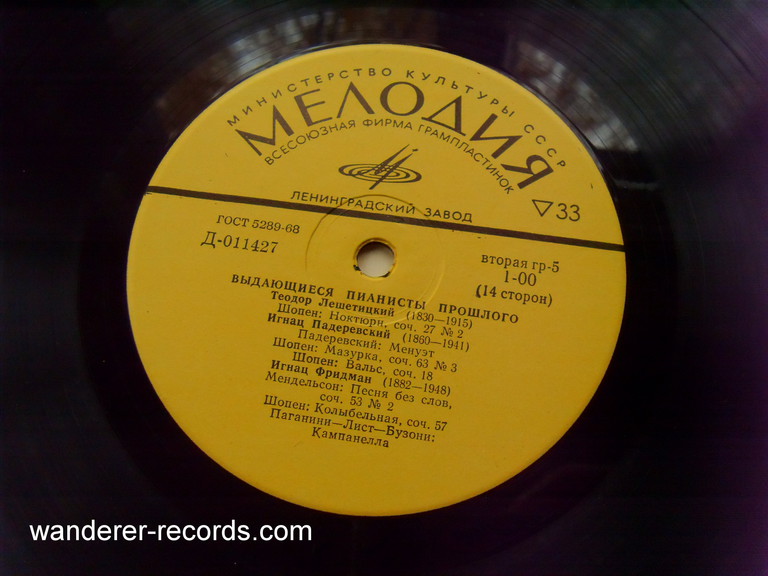 МИНИСТЕРСТВО КУЛЬТУРЫ СССР
МЕЛОДИЯ
ВСЕСОЮЗНАЯ ФИРМА ГРАМПЛАСТИНОК
ЛЕНИНГРАДСКИЙ ЗАВОД
▽33
ГОСТ 5289-68
Д-011427
вторая гр-5
1-00
(14 сторон)
ВЫДАЮЩИЕСЯ ПИАНИСТЫ ПРОШЛОГО
Теодор Лешетицкий (1830—1915)
Шопен: Ноктюрн, соч. 27 № 2
Игнац Падеревский (1860—1941)
Падеревский: Менуэт
Шопен: Мазурка, соч. 63 № 3
Шопен: Вальс, соч. 18
Игнац Фридман (1882—1948)
Мендельсон: Песня без слов,
соч. 53 № 2
Шопен: Колыбельная, соч. 57
Паганини—Лист—Бузони:
Кампанелла
wanderer-records.com